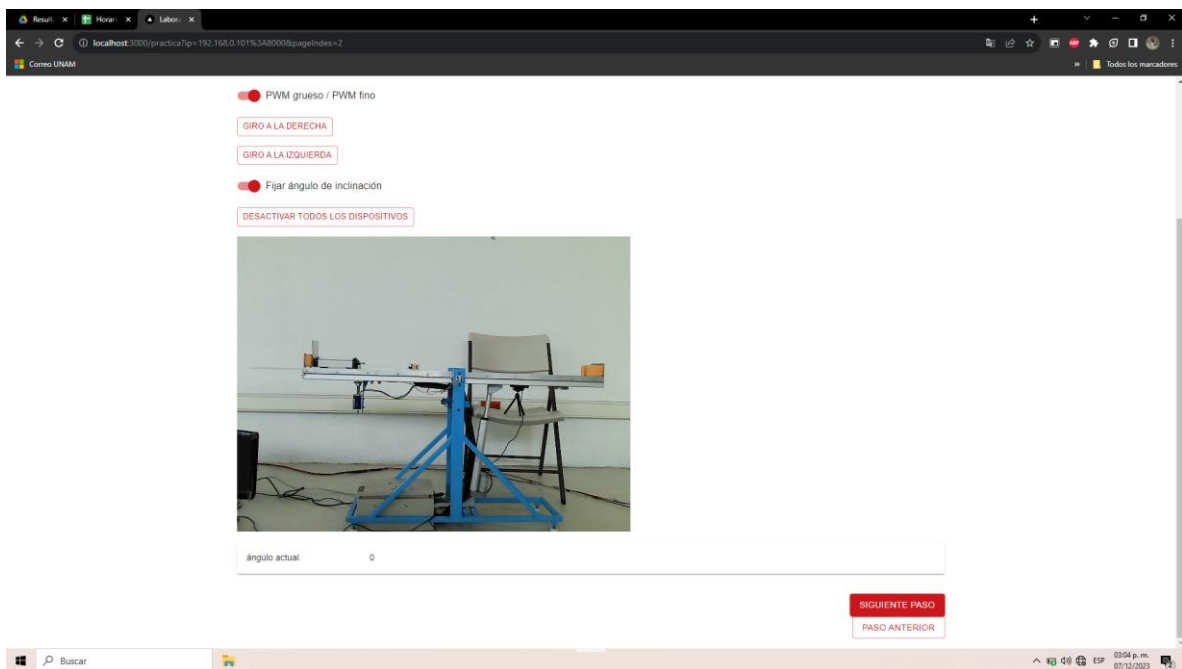 Result
Horari
Labora
localhost:3000/practica?ip=192.168.0.101%3A8000&pageIndex=2
Correo UNAM
» Todos los marcadores
PWM grueso / PWM fino
GIRO A LA DERECHA
GIRO A LA IZQUIERDA
Fijar ángulo de inclinación
DESACTIVAR TODOS LOS DISPOSITIVOS
ángulo actual 0
SIGUIENTE PASO
PASO ANTERIOR
Buscar
ESP
03:04 p. m.
07/12/2023